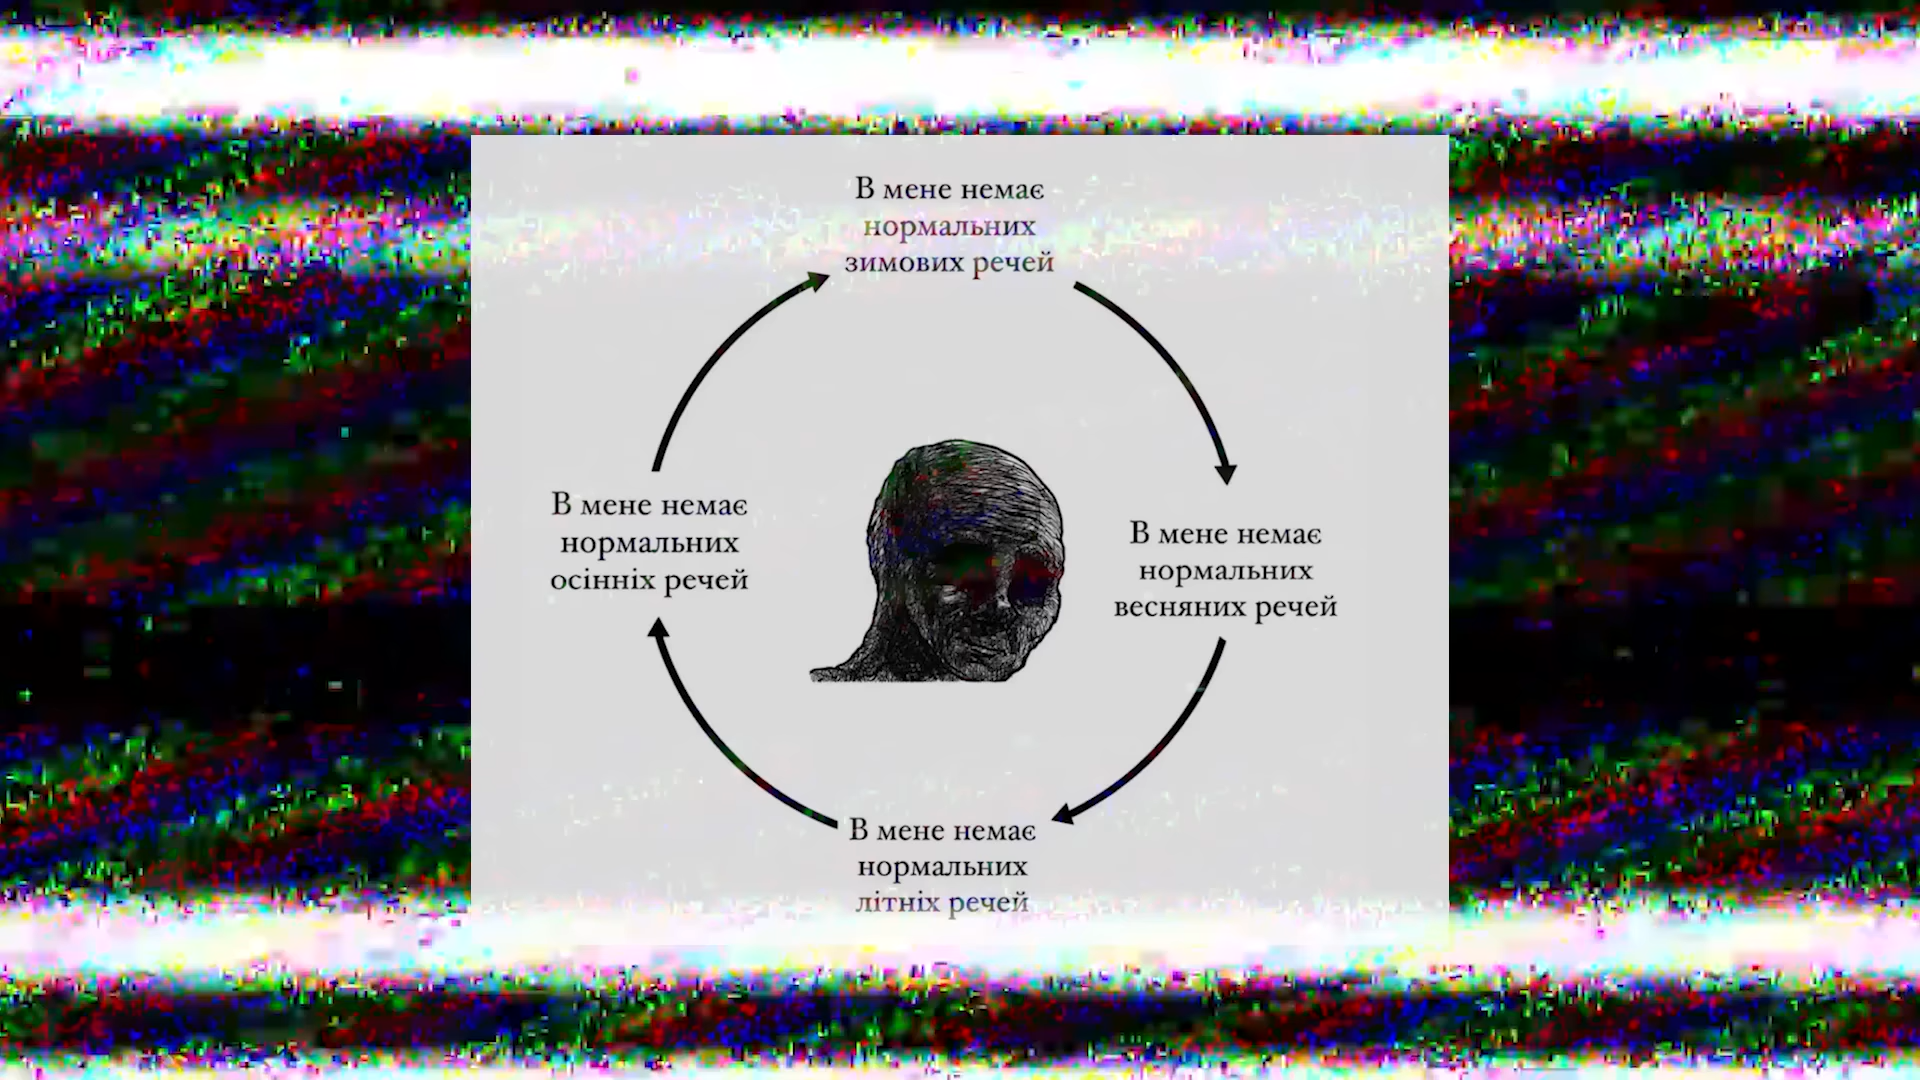 В мене немає
нормальних
зимових речей
В мене немає
нормальних
весняних речей
В мене немає
нормальних
літніх речей
В мене немає
нормальних
осінніх речей